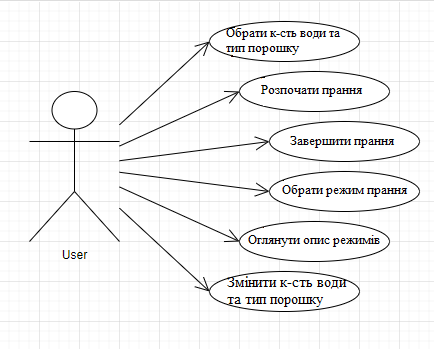 Обрати к-сть води та
тип порошку
Розпочати прання
Завершити прання
Обрати режим прання
Оглянути опис режимів
Змінити к-сть води
та тип порошку
User